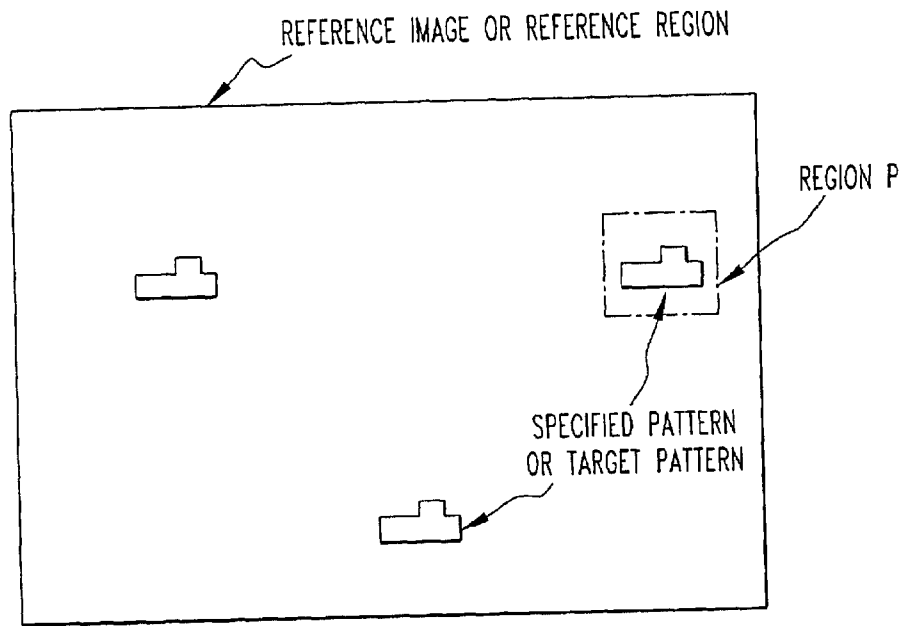 REFERENCE IMAGE OR REFERENCE REGION
REGION P
SPECIFIED PATTERN
OR TARGET PATTERN